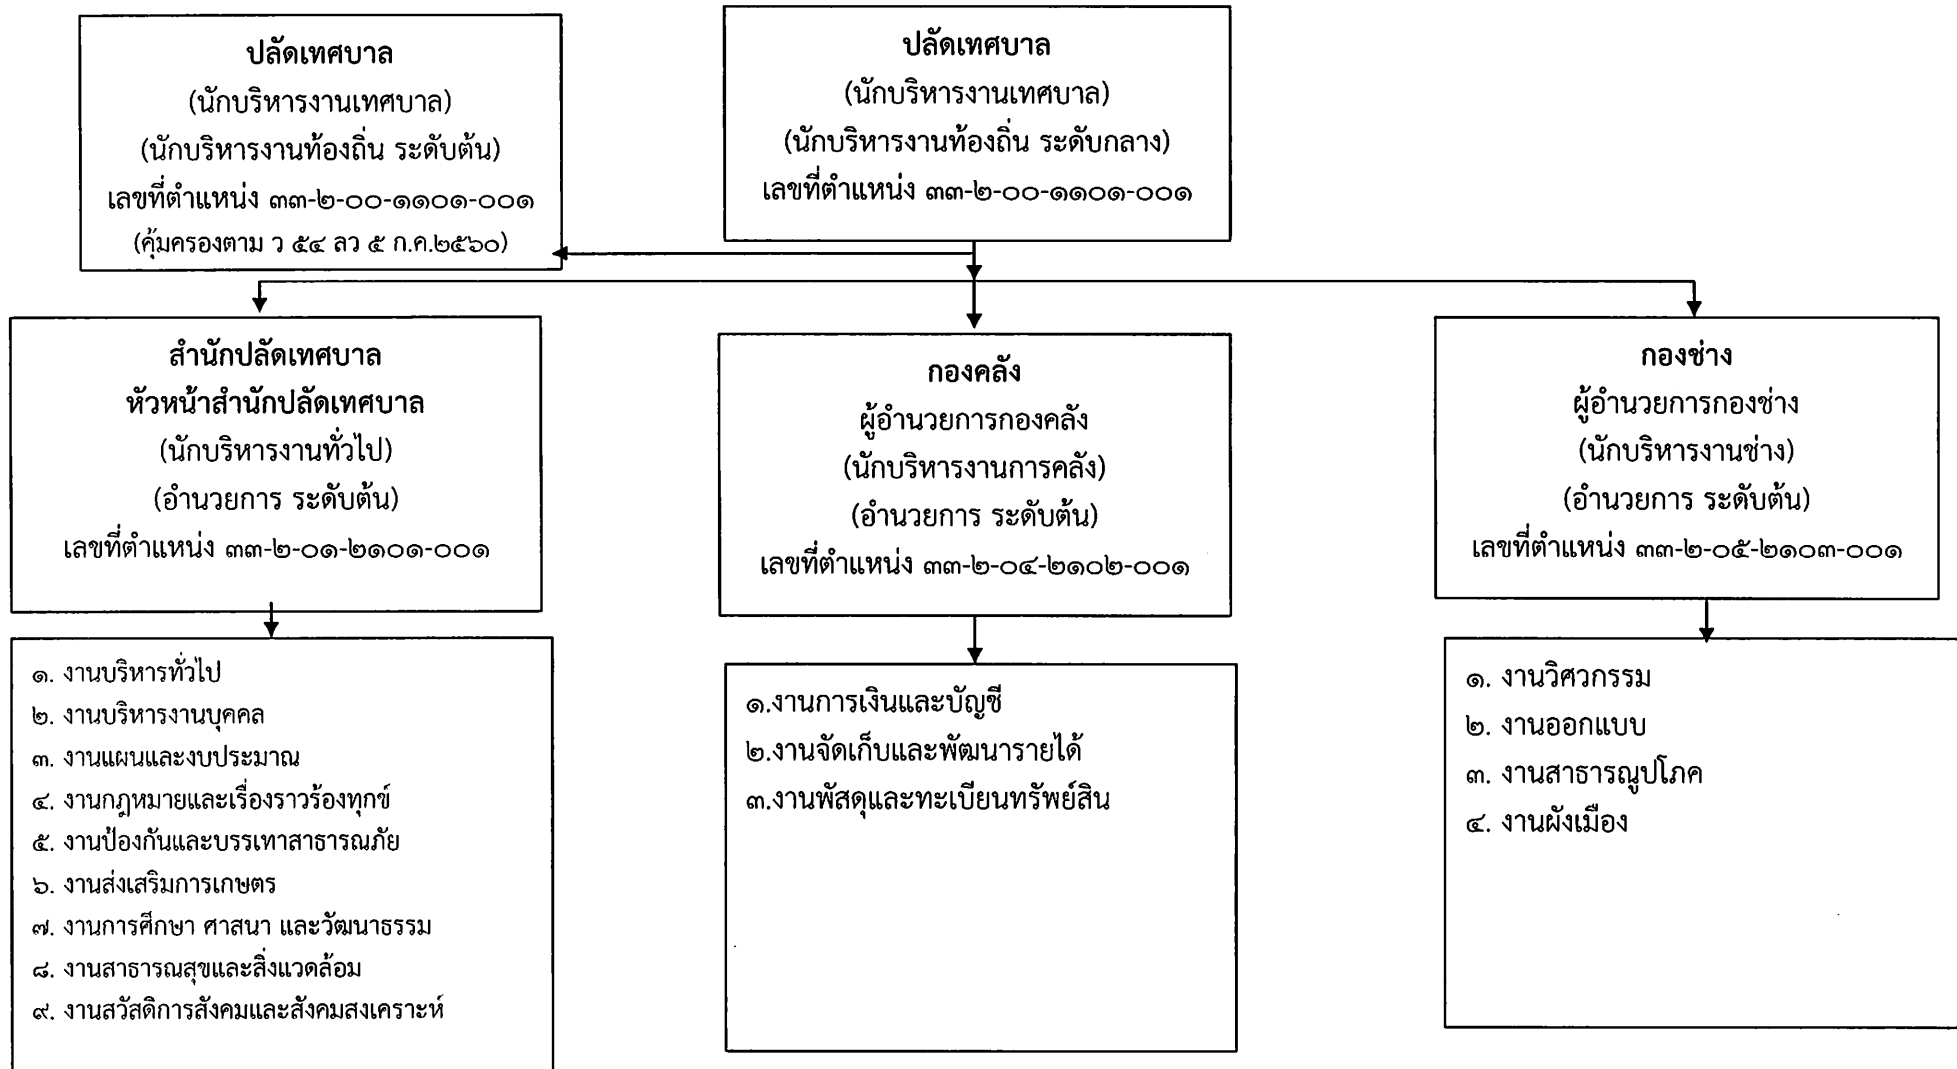 ปลัดเทศบาล
(นักบริหารงานเทศบาล)
(นักบริหารงานท้องถิ่น ระดับต้น)
เลขที่ตำแหน่ง ๓๓-๒-๐๐-๑๑๐๑-๐๐๑
(คุ้มครองตาม ว ๕๔ ลว ๕ ก.ค.๒๕๖๐)
ปลัดเทศบาล
(นักบริหารงานเทศบาล)
(นักบริหารงานท้องถิ่น ระดับกลาง)
เลขที่ตำแหน่ง ๓๓-๒-๐๐-๑๑๐๑-๐๐๑
สำนักปลัดเทศบาล
หัวหน้าสำนักปลัดเทศบาล
(นักบริหารงานทั่วไป)
(อำนวยการ ระดับต้น)
เลขที่ตำแหน่ง ๓๓-๒-๐๑-๒๑๐๑-๐๐๑
กองคลัง
ผู้อำนวยการกองคลัง
(นักบริหารงานการคลัง)
(อำนวยการ ระดับต้น)
เลขที่ตำแหน่ง ๓๓-๒-๐๔-๒๑๐๒-๐๐๑
กองช่าง
ผู้อำนวยการกองช่าง
(นักบริหารงานช่าง)
(อำนวยการ ระดับต้น)
เลขที่ตำแหน่ง ๓๓-๒-๐๕-๒๑๐๓-๐๐๑
๑. งานบริหารทั่วไป
๒. งานบริหารงานบุคคล
๓. งานแผนและงบประมาณ
๔. งานกฎหมายและเรื่องราวร้องทุกข์
๕. งานป้องกันและบรรเทาสาธารณภัย
๖. งานส่งเสริมการเกษตร
๗. งานการศึกษา ศาสนา และวัฒนาธรรม
๘. งานสาธารณสุขและสิ่งแวดล้อม
๙. งานสวัสดิการสังคมและสังคมสงเคราะห์
๑.งานการเงินและบัญชี
๒.งานจัดเก็บและพัฒนารายได้
๓.งานพัสดุและทะเบียนทรัพย์สิน
๑. งานวิศวกรรม
๒. งานออกแบบ
๓. งานสาธารณูปโภค
๔. งานผังเมือง